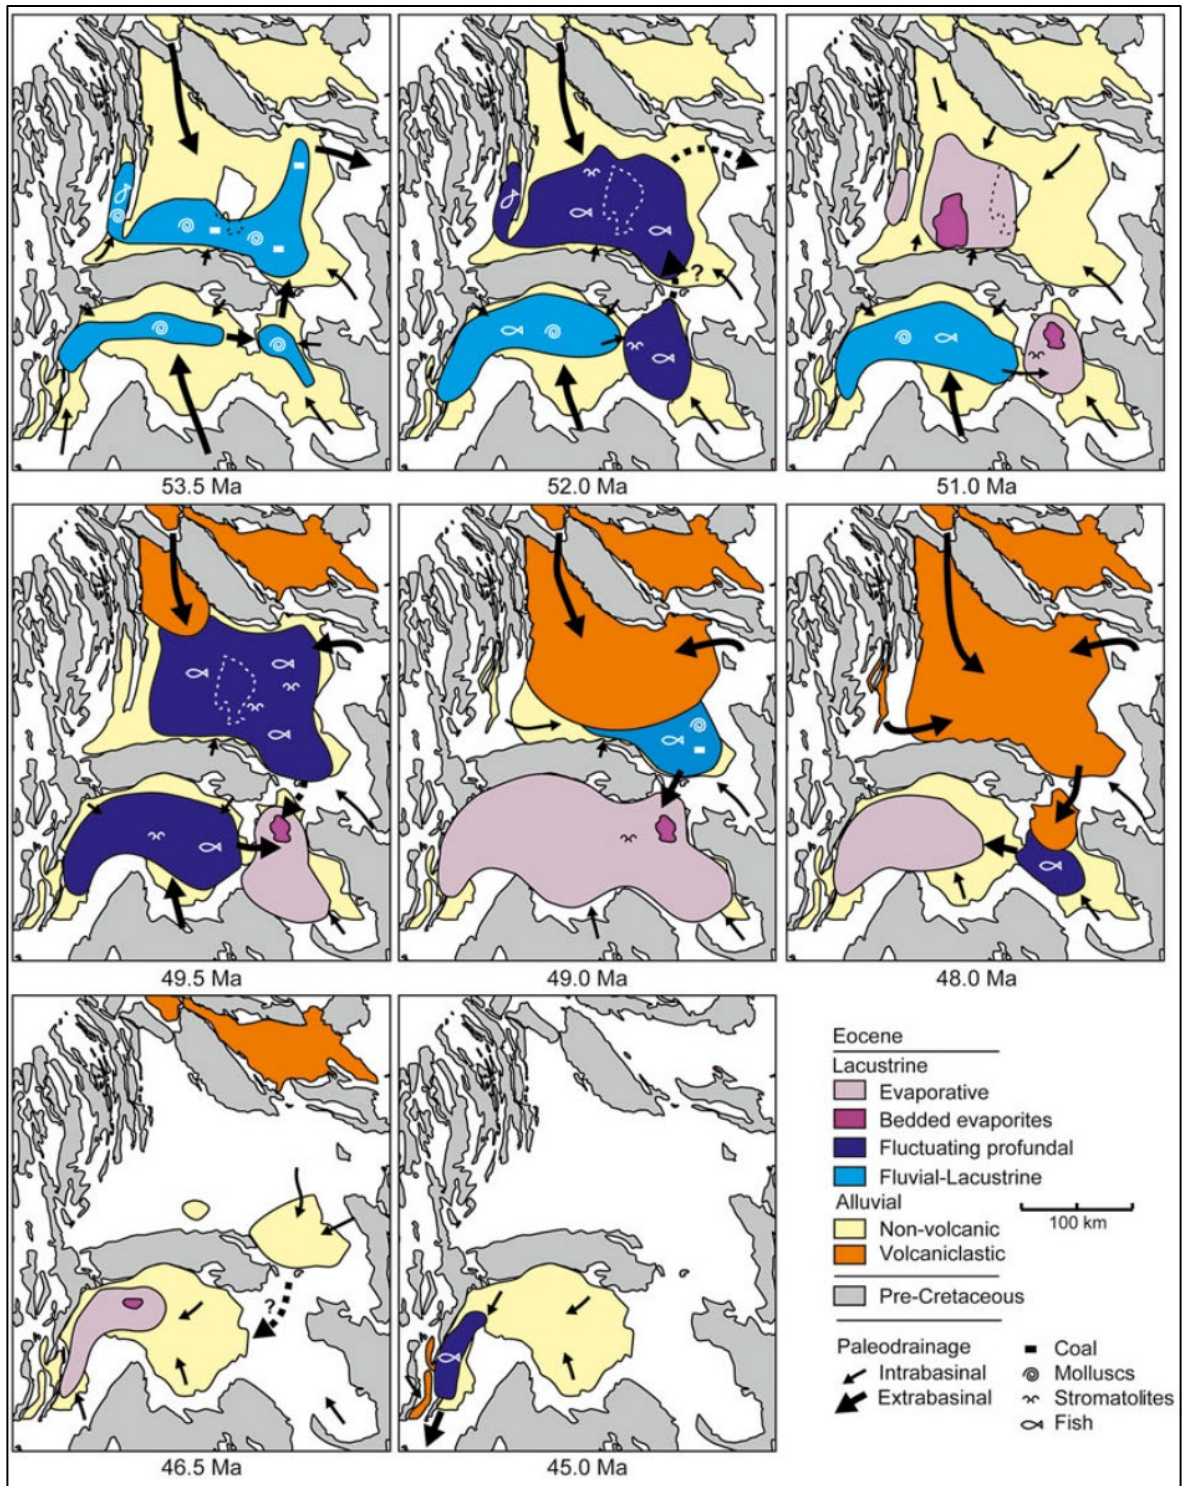 ?
53.5 Ma
52.0 Ma
51.0 Ma
49.5 Ma
49.0 Ma
48.0 Ma
?
46.5 Ma
45.0 Ma
Eocene
Lacustrine
Evaporative
Bedded evaporites
Fluctuating profundal
Fluvial-Lacustrine
Alluvial
Non-volcanic
Volcaniclastic
Pre-Cretaceous
100 km
Paleodrainage
Intrabasinal
Extrabasinal
Coal
Molluscs
Stromatolites
Fish